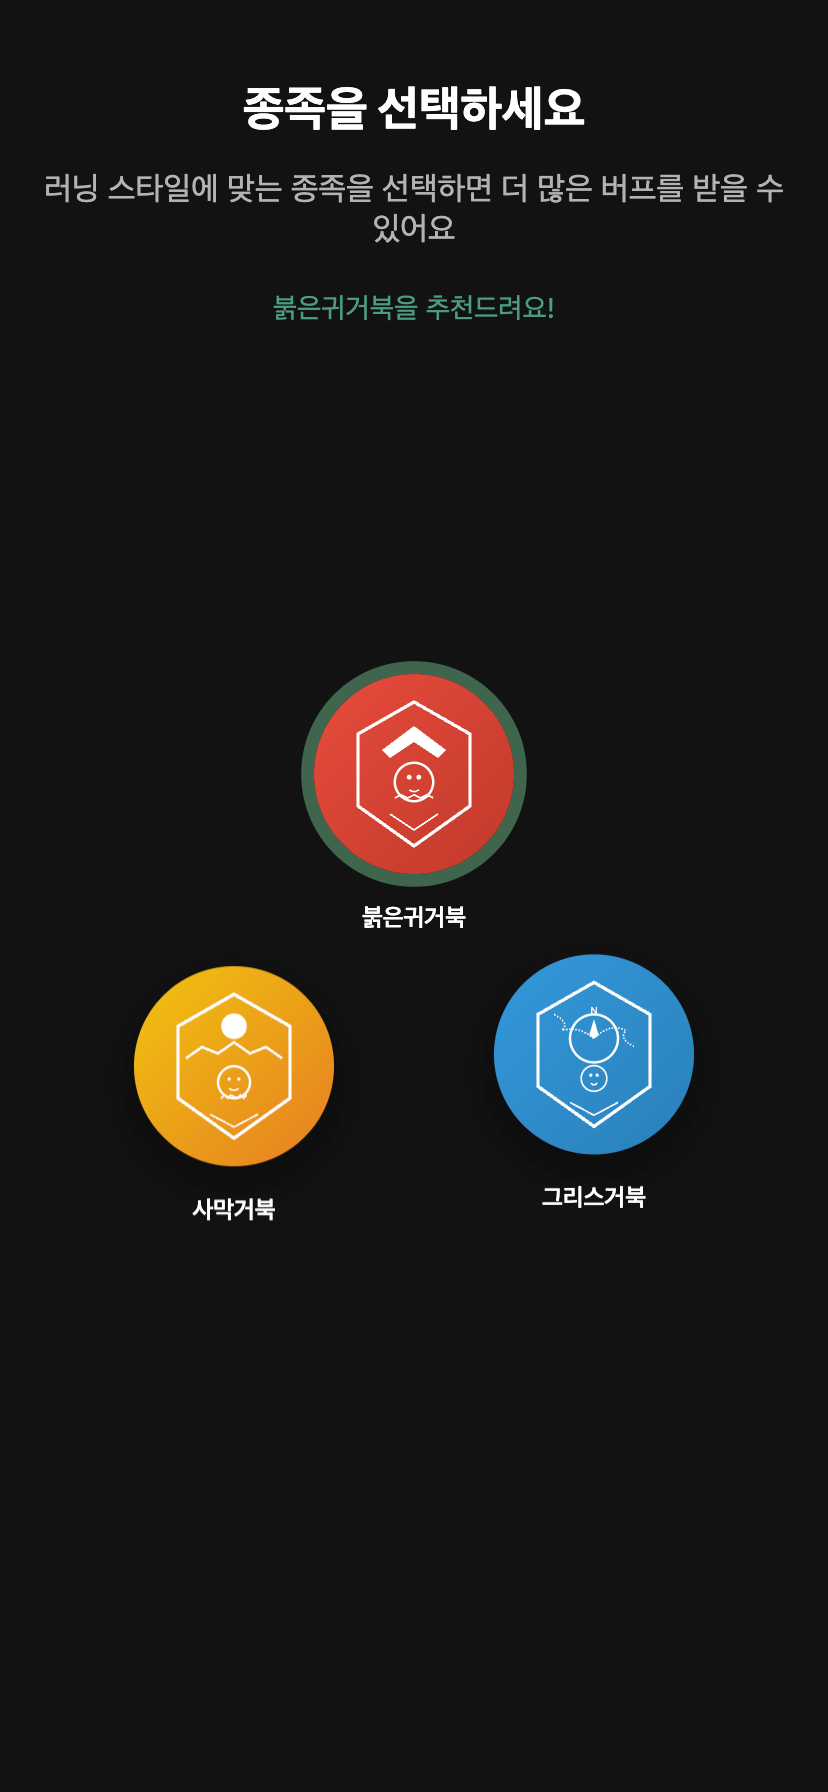 종족을 선택하세요
러닝 스타일에 맞는 종족을 선택하면 더 많은 버프를 받을 수
있어요
붉은귀거북을 추천드려요!
붉은귀거북
N
사막거북
그리스거북